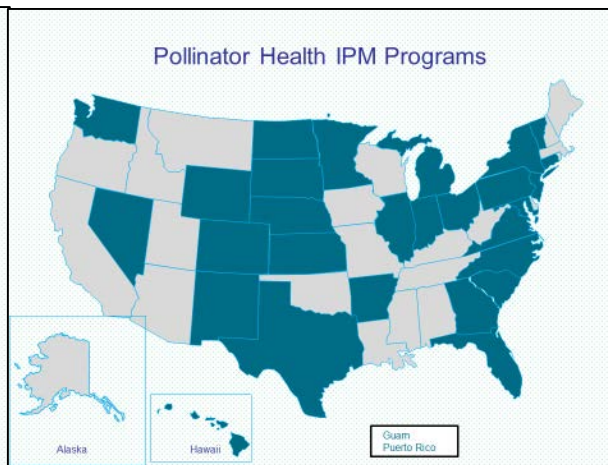 Pollinator Health IPM Programs
Alaska
Hawaii
Guam
Puerto Rico